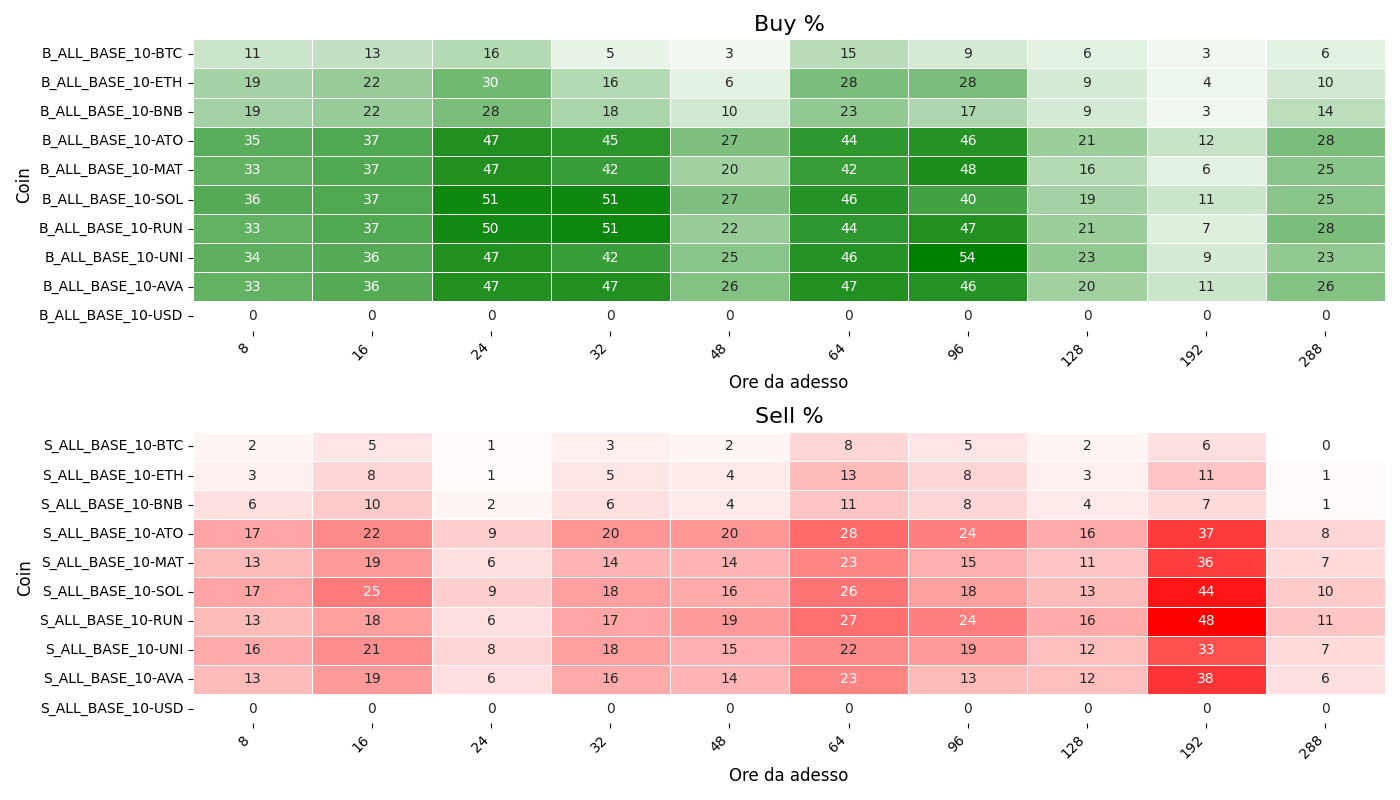 Buy %
Coin
B_ALL_BASE_10-BTC 11 13 16 5 3 15 9 6 3 6
B_ALL_BASE_10-ETH 19 22 30 16 6 28 28 9 4 10
B_ALL_BASE_10-BNB 19 22 28 18 10 23 17 9 3 14
B_ALL_BASE_10-ATO 35 37 47 45 27 44 46 21 12 28
B_ALL_BASE_10-MAT 33 37 47 42 20 42 48 16 6 25
B_ALL_BASE_10-SOL 36 37 51 51 27 46 40 19 11 25
B_ALL_BASE_10-RUN 33 37 50 51 22 44 47 21 7 28
B_ALL_BASE_10-UNI 34 36 47 42 25 46 54 23 9 23
B_ALL_BASE_10-AVA 33 36 47 47 26 47 46 20 11 26
B_ALL_BASE_10-USD 0 0 0 0 0 0 0 0 0 0
8 16 24 32 48 64 96 128 192 288
Ore da adesso
Sell %
Coin
S_ALL_BASE_10-BTC 2 5 1 3 2 8 5 2 6 0
S_ALL_BASE_10-ETH 3 8 1 5 4 13 8 3 11 1
S_ALL_BASE_10-BNB 6 10 2 6 4 11 8 4 7 1
S_ALL_BASE_10-ATO 17 22 9 20 20 28 24 16 37 8
S_ALL_BASE_10-MAT 13 19 6 14 14 23 15 11 36 7
S_ALL_BASE_10-SOL 17 25 9 18 16 26 18 13 44 10
S_ALL_BASE_10-RUN 13 18 6 17 19 27 24 16 48 11
S_ALL_BASE_10-UNI 16 21 8 18 15 22 19 12 33 7
S_ALL_BASE_10-AVA 13 19 6 16 14 23 13 12 38 6
S_ALL_BASE_10-USD 0 0 0 0 0 0 0 0 0 0
8 16 24 32 48 64 96 128 192 288
Ore da adesso